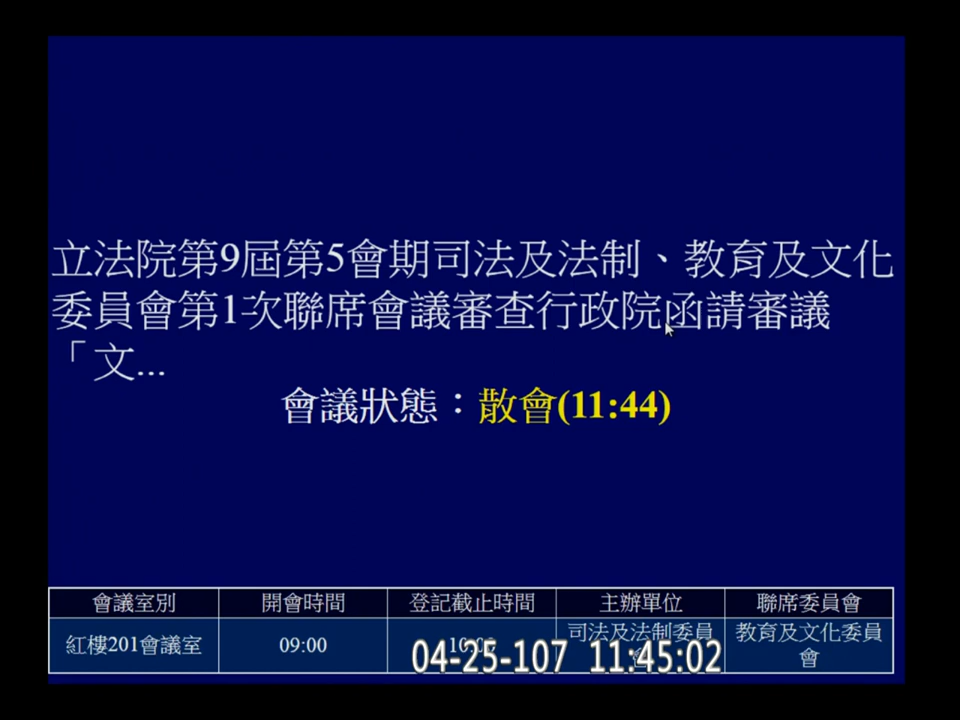 立法院第9屆第5會期司法及法制、教育及文化
委員會第1次聯席會議審查行政院函請審議
「文...
會議狀態：散會(11:44)
會議室別 開會時間 登記截止時間 主辦單位 聯席委員會
紅樓201會議室 09:00 司法及法制委員 教育及文化委員
會
04-25-107 11:45:02